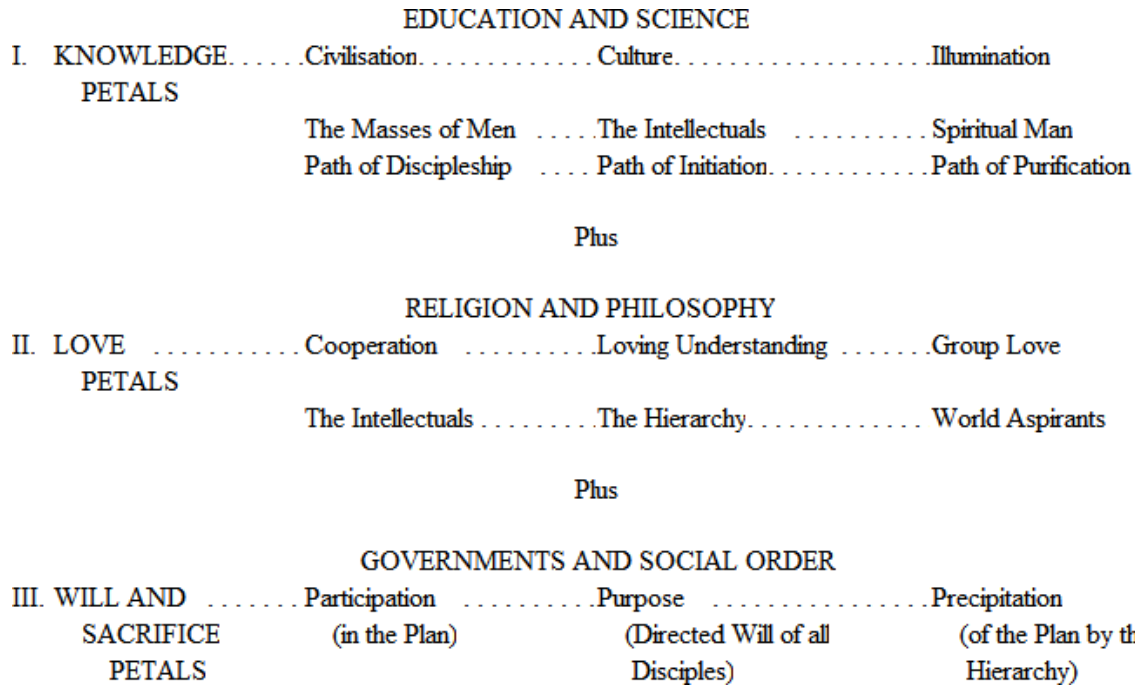 EDUCATION AND SCIENCE
I. KNOWLEDGE. . . . . .Civilisation. . . . . . . . . . . . . Culture. . . . . . . . . . . . . . . . . . .Illumination
PETALS
The Masses of Men . . . . .The Intellectuals . . . . . . . . . . Spiritual Man
Path of Discipleship . . . . Path of Initiation. . . . . . . . . . . .Path of Purification
Plus
RELIGION AND PHILOSOPHY
II. LOVE . . . . . . . . . . . Cooperation . . . . . . . . . .Loving Understanding . . . . . . .Group Love
PETALS
The Intellectuals . . . . . . . . .The Hierarchy. . . . . . . . . . . . . World Aspirants
Plus
GOVERNMENTS AND SOCIAL ORDER
III. WILL AND . . . . . . . Participation . . . . . . . . . .Purpose . . . . . . . . . . . . . . . . .Precipitation
SACRIFICE (in the Plan) (Directed Will of all (of the Plan by th
PETALS Disciples) Hierarchy)